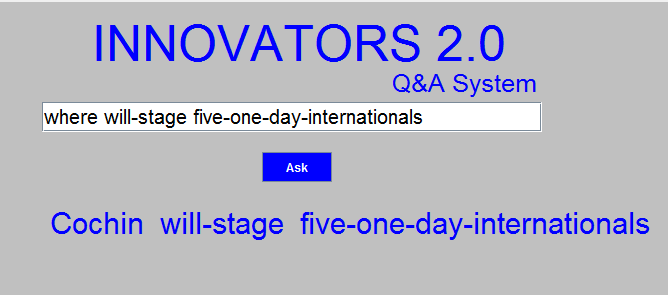 INNOVATORS 2.0
Q&A System
where will-stage five-one-day-internationals
Ask
Cochin will-stage five-one-day-internationals